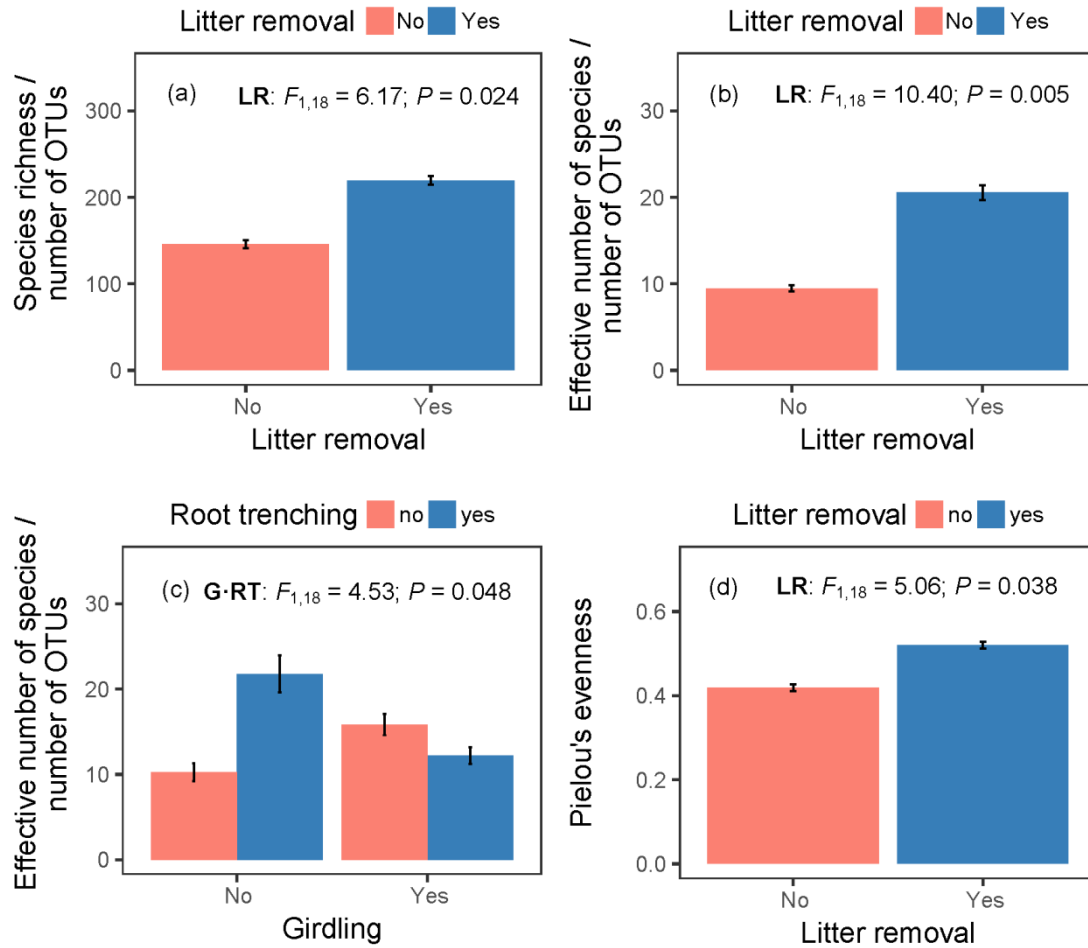 Litter removal No Yes
Species richness /
number of OTUs
(a) LR: F1,18 = 6.17; P = 0.024
300
200
100
0
No Yes
Litter removal
Litter removal No Yes
Effective number of species /
number of OTUs
(b) LR: F1,18 = 10.40; P = 0.005
30
20
10
0
No Yes
Litter removal
Root trenching no yes
Effective number of species /
number of OTUs
(c) G·RT: F1,18 = 4.53; P = 0.048
30
20
10
0
No Yes
Girdling
Litter removal no yes
Pielou's evenness
(d) LR: F1,18 = 5.06; P = 0.038
0.6
0.4
0.2
0.0
No Yes
Litter removal